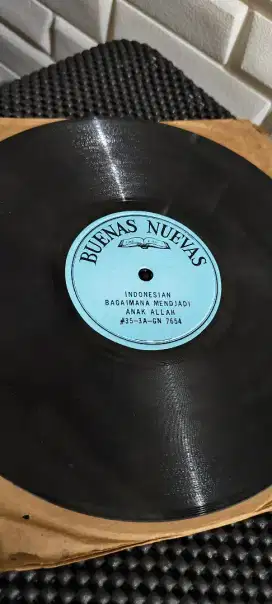 BUENAS NUEVAS
INDONESIAN
BAGAIMANA MENDJADI
ANAK ALLAH
#35-3A-GN 7654